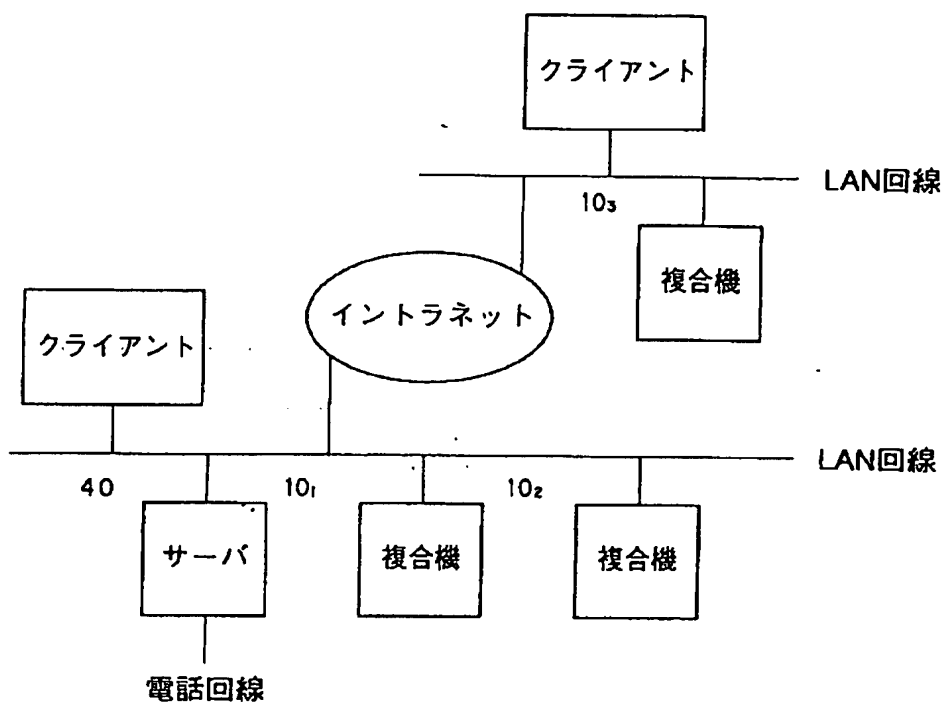 クライアント
LAN回線
10₃
複合機
イントラネット
クライアント
LAN回線
40
10₁
10₂
サーバ
複合機
複合機
電話回線